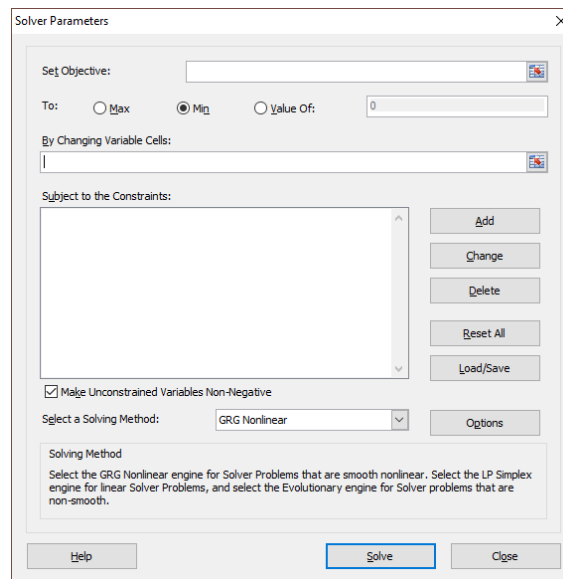 Solver Parameters
Set Objective:
To:
Max
Min
Value Of:
0
By Changing Variable Cells:
Subject to the Constraints:
Add
Change
Delete
Reset All
Load/Save
Make Unconstrained Variables Non-Negative
Select a Solving Method:
GRG Nonlinear
Options
Solving Method
Select the GRG Nonlinear engine for Solver Problems that are smooth nonlinear. Select the LP Simplex
engine for linear Solver Problems, and select the Evolutionary engine for Solver problems that are
non-smooth.
Help
Solve
Close